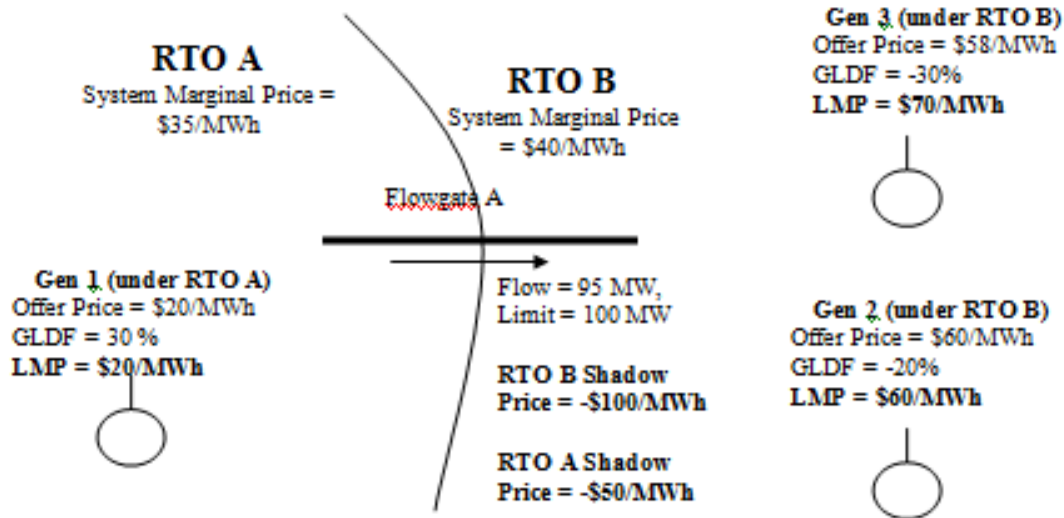 RTO A
System Marginal Price =
$35/MWh
RTO B
System Marginal Price
= $40/MWh
Gen 3 (under RTO B)
Offer Price = $58/MWh
GLDF = -30%
LMP = $70/MWh
Flowgate A
Gen 1 (under RTO A)
Offer Price = $20/MWh
GLDF = 30 %
LMP = $20/MWh
Flow = 95 MW,
Limit = 100 MW
RTO B Shadow
Price = -$100/MWh
RTO A Shadow
Price = -$50/MWh
Gen 2 (under RTO B)
Offer Price = $60/MWh
GLDF = -20%
LMP = $60/MWh